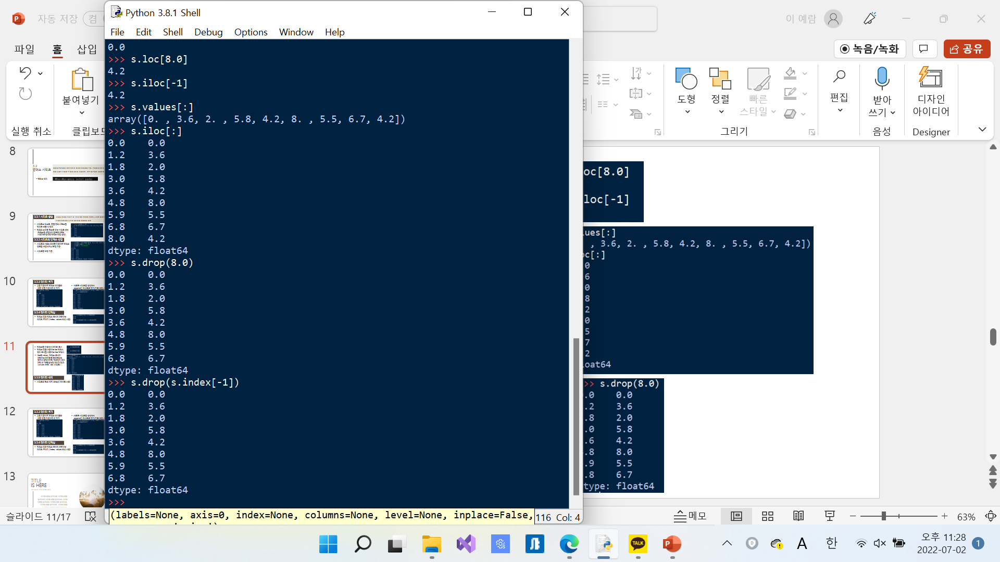 자동 저장
켬
Python 3.8.1 Shell
이 예람
File Edit Shell Debug Options Window Help
파일
홈
삽입
녹음/녹화
공유
붙여넣기
실행 취소
도형
정렬
빠른
스타일
편집
받아
쓰기
디자인
아이디어
그리기
음성
Designer
0.0
>>> s.loc[8.0]
4.2
>>> s.iloc[-1]
4.2
>>> s.values[:]
array([0. , 3.6, 2. , 5.8, 4.2, 8. , 5.5, 6.7, 4.2])
>>> s.iloc[:]
0.0    0.0
1.2    3.6
1.8    2.0
3.0    5.8
3.6    4.2
4.8    8.0
5.9    5.5
6.8    6.7
8.0    4.2
dtype: float64
>>> s.drop(8.0)
0.0    0.0
1.2    3.6
1.8    2.0
3.0    5.8
3.6    4.2
4.8    8.0
5.9    5.5
6.8    6.7
dtype: float64
>>> s.drop(s.index[-1])
0.0    0.0
1.2    3.6
1.8    2.0
3.0    5.8
3.6    4.2
4.8    8.0
5.9    5.5
6.8    6.7
dtype: float64
>>>
(labels=None, axis=0, index=None, columns=None, level=None, inplace=False,
116 Col: 4
8
9
10
11
12
13
TITLE
IS HERE
oc[8.0]
loc[-1]
lues[:]
, 3.6, 2. , 5.8, 4.2, 8. , 5.5, 6.7, 4.2])
oc[:]
0
6
0
8
2
0
5
7
2
loat64
>> s.drop(8.0)
.0    0.0
.2    3.6
.8    2.0
.0    5.8
.6    4.2
.8    8.0
.9    5.5
.8    6.7
type: float64
슬라이드 11/17
메모
63%
TALK
A
한
오후 11:28
2022-07-02
1